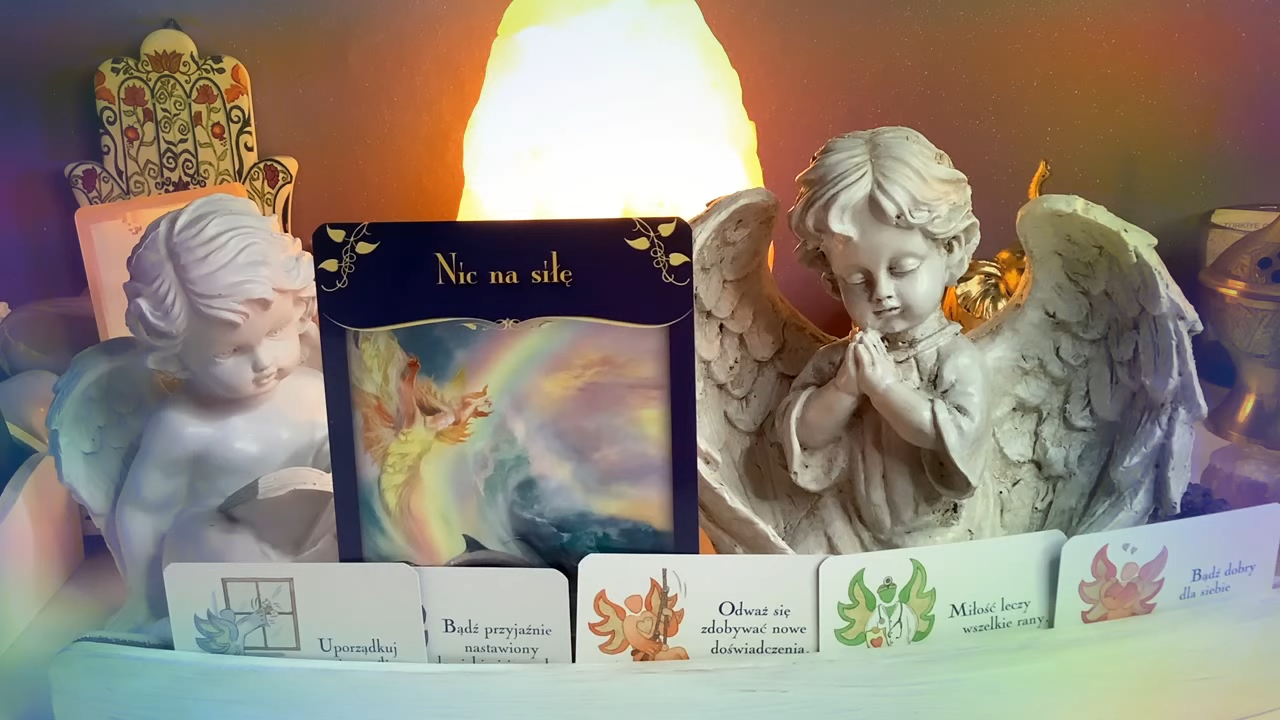 Nic na siłę
Uporządkuj
Bądź przyjaźnie
nastawiony
Odważ się
zdobywać nowe
doświadczenia.
Miłość leczy
wszelkie rany.
Bądź dobry
dla siebie